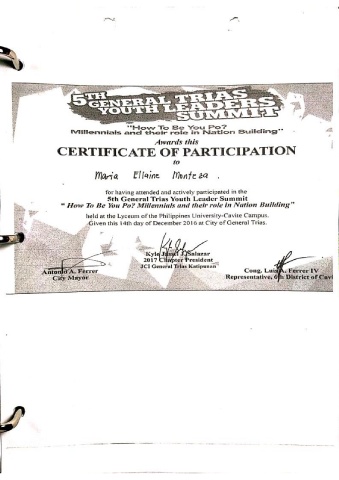 5TH
GENERAL TRIAS
YOUTH LEADERS
SUMMIT
"How To Be You Po?
Millennials and their role in Nation Building"
Awards this
CERTIFICATE OF PARTICIPATION
to
Maria Ellaine Monteza.
for having attended and actively participated in the
5th General Trias Youth Leader Summit
" How To Be You Po? Millennials and their role in Nation Building"
held at the Lyceum of the Philippines University-Cavite Campus.
Given this 14th day of December 2016 at City of General Trias.
Antonio A. Ferrer
City Mayor
Kyle J. Salazar
2017 Chapter President
JCI General Trias Katipunan
Cong. Luis A. Ferrer IV
Representative, 6th District of Cavi